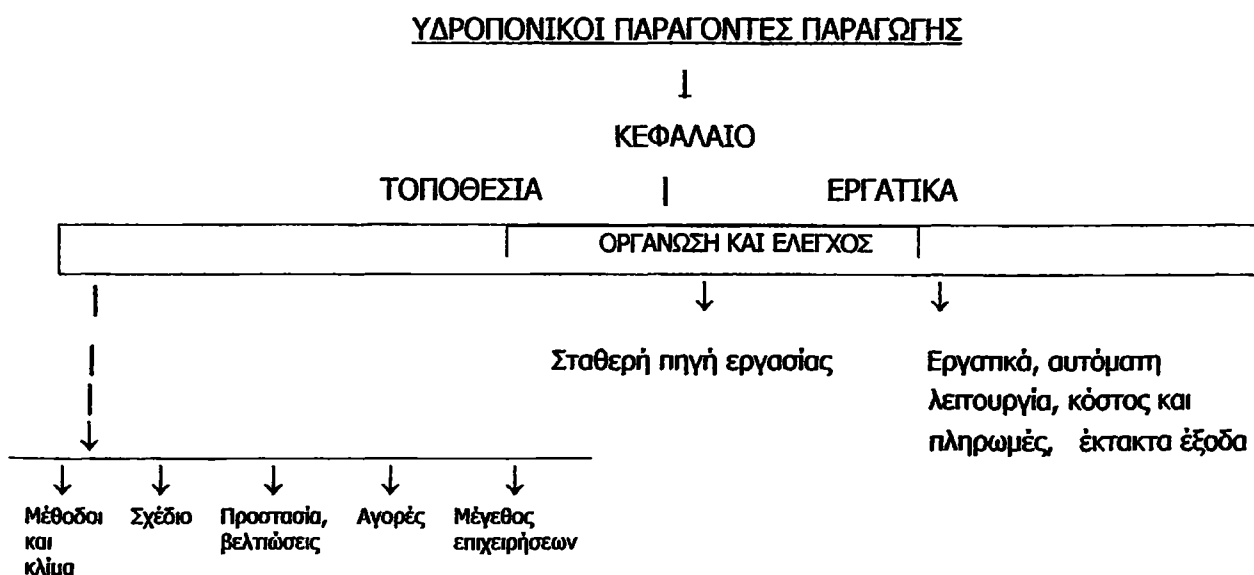 ΥΔΡΟΠΟΝΙΚΟΙ ΠΑΡΑΓΟΝΤΕΣ ΠΑΡΑΓΩΓΗΣ
ΚΕΦΑΛΑΙΟ
ΤΟΠΟΘΕΣΙΑ ΕΡΓΑΤΙΚΑ
ΟΡΓΑΝΩΣΗ ΚΑΙ ΕΛΕΓΧΟΣ
Σταθερή πηγή εργασίας
Εργατικά, αυτόματη
λειτουργία, κόστος και
πληρωμές, έκτακτα έξοδα
Μέθοδοι
και
κλίμα
Σχέδιο
Προστασία,
βελτιώσεις
Αγορές
Μέγεθος
επιχειρήσεων